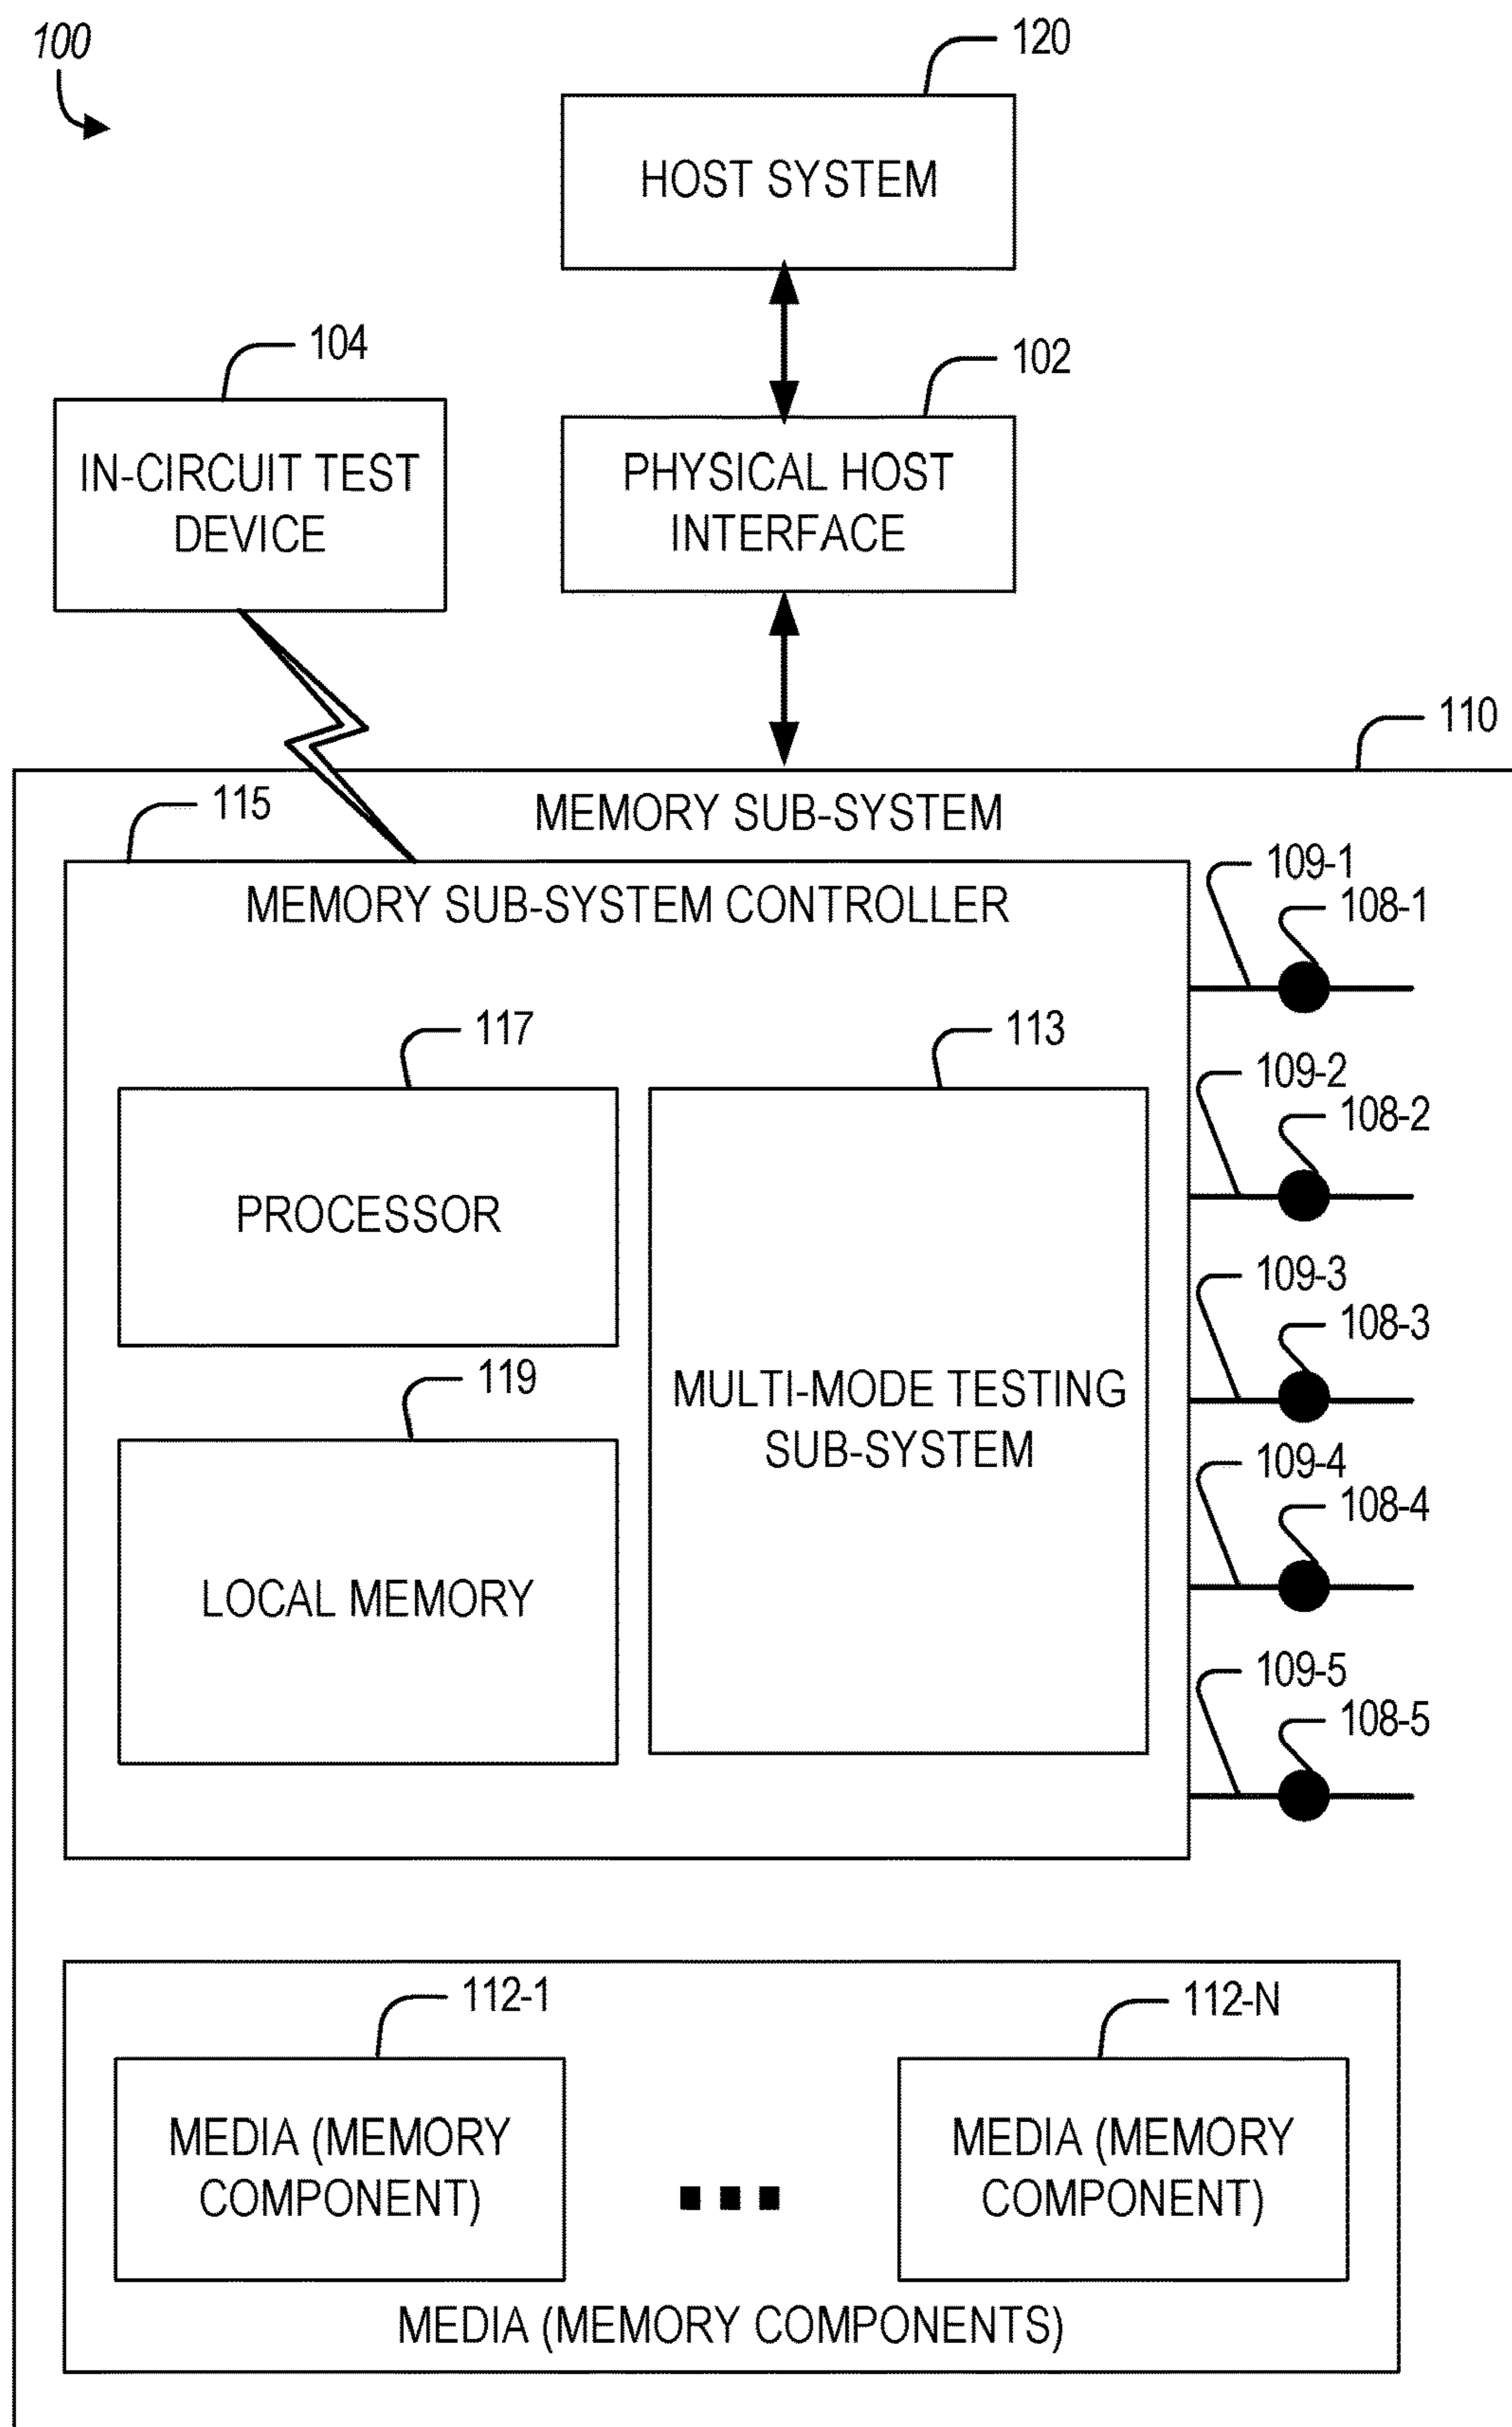 100
120
HOST SYSTEM
104
102
IN-CIRCUIT TEST
DEVICE
PHYSICAL HOST
INTERFACE
110
MEMORY SUB-SYSTEM
115
MEMORY SUB-SYSTEM CONTROLLER
109-1
108-1
117
113
109-2
108-2
PROCESSOR
109-3
108-3
119
MULTI-MODE TESTING
SUB-SYSTEM
109-4
108-4
LOCAL MEMORY
109-5
108-5
112-1
112-N
MEDIA (MEMORY
COMPONENT)
MEDIA (MEMORY
COMPONENT)
MEDIA (MEMORY COMPONENTS)